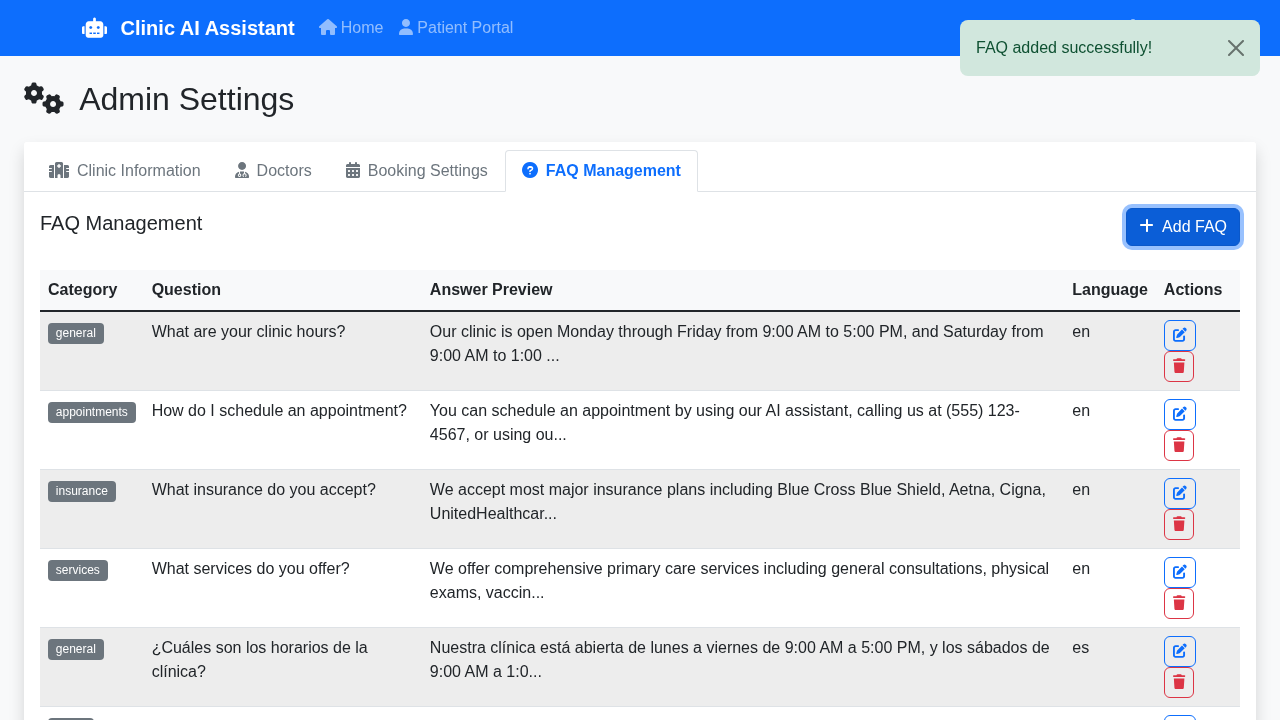 Clinic AI Assistant
Home
Patient Portal
FAQ added successfully!
Admin Settings
Clinic Information
Doctors
Booking Settings
FAQ Management
FAQ Management
Add FAQ
Category Question Answer Preview Language Actions
general What are your clinic hours? Our clinic is open Monday through Friday from 9:00 AM to 5:00 PM, and Saturday from en
9:00 AM to 1:00 ...
appointments How do I schedule an appointment? You can schedule an appointment by using our AI assistant, calling us at (555) 123- en
4567, or using ou...
insurance What insurance do you accept? We accept most major insurance plans including Blue Cross Blue Shield, Aetna, Cigna, en
UnitedHealthcar...
services What services do you offer? We offer comprehensive primary care services including general consultations, physical en
exams, vaccin...
general ¿Cuáles son los horarios de la Nuestra clínica está abierta de lunes a viernes de 9:00 AM a 5:00 PM, y los sábados de es
clínica? 9:00 AM a 1:0...